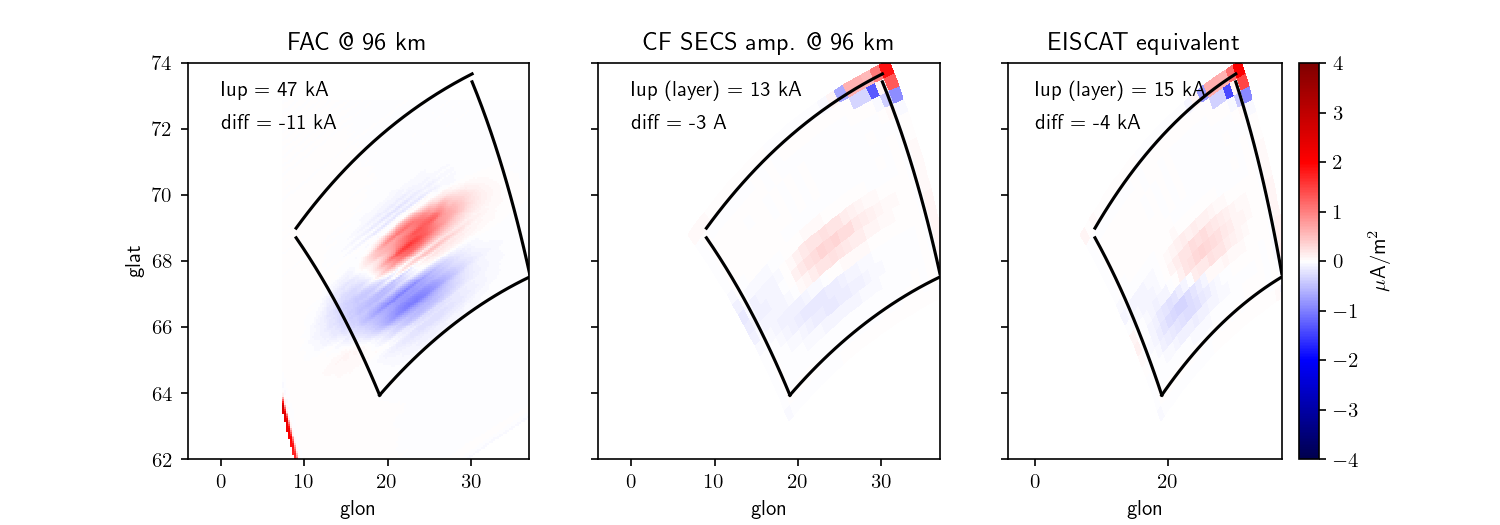 FAC @ 96 km
CF SECS amp. @ 96 km
EISCAT equivalent
Iup = 47 kA
diff = -11 kA
Iup (layer) = 13 kA
diff = -3 A
Iup (layer) = 15 kA
diff = -4 kA
74
72
70
68
66
64
62
glat
0 10 20 30
glon
0 10 20 30
glon
0 20
glon
4
3
2
1
0
−1
−2
−3
−4
μA/m²